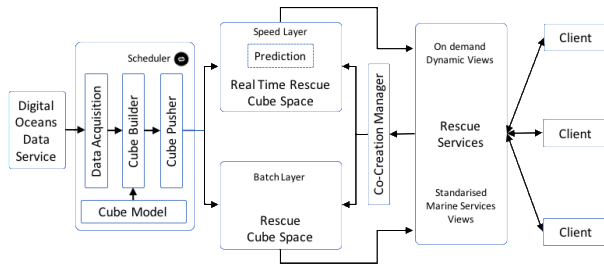 Digital
Oceans
Data
Service
Scheduler
Data Acquisition
Cube Builder
Cube Pusher
Cube Model
Speed Layer
Prediction
Real Time Rescue
Cube Space
Batch Layer
Rescue
Cube Space
Co-Creation Manager
On demand
Dynamic Views
Rescue
Services
Standarised
Marine Services
Views
Client
Client
Client